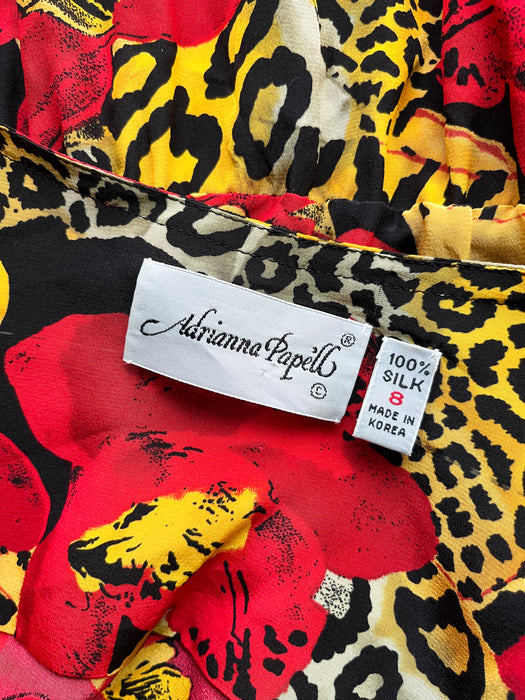 Adrianna Papell®
©
100%
SILK
8
MADE IN
KOREA